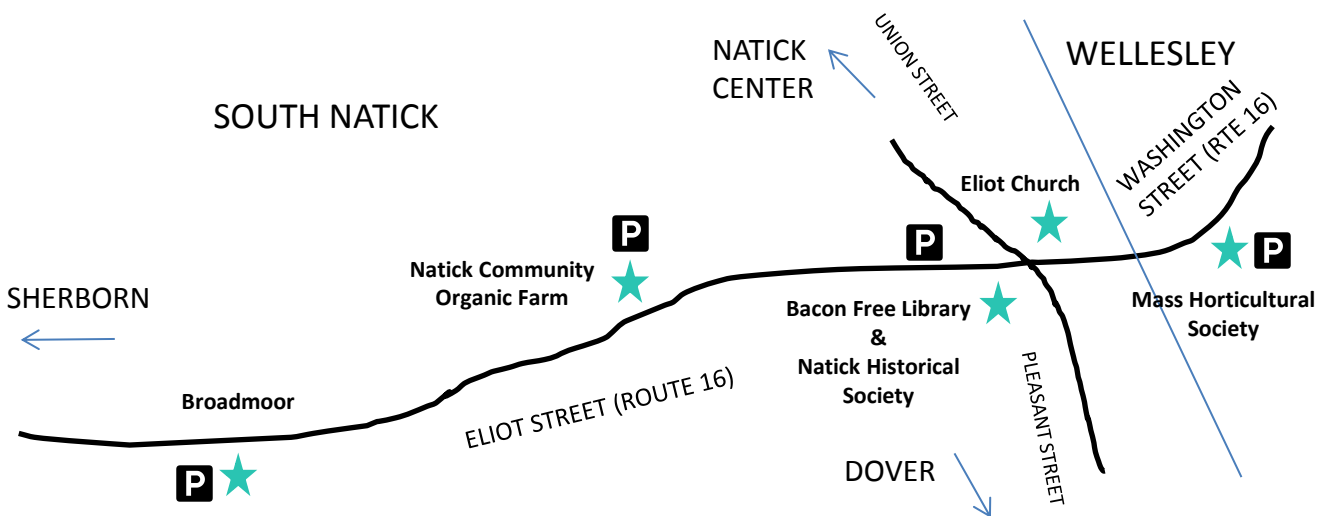 NATICK
CENTER
UNION STREET
WELLESLEY
SOUTH NATICK
WASHINGTON
STREET (RTE 16)
Eliot Church
P
P
P
Natick Community
Organic Farm
SHERBORN
Mass Horticultural
Society
Bacon Free Library
&
Natick Historical
Society
PLEASANT STREET
ELIOT STREET (ROUTE 16)
Broadmoor
P
DOVER